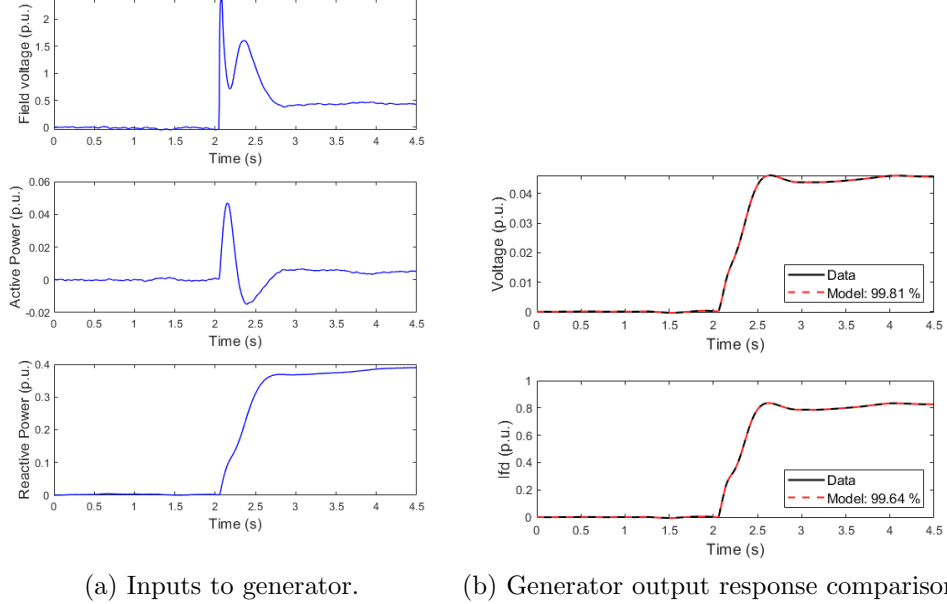 Field voltage (p.u.)
2
1.5
1
0.5
0
0 0.5 1 1.5 2 2.5 3 3.5 4 4.5
Time (s)
Active Power (p.u.)
0.06
0.04
0.02
0
-0.02
0 0.5 1 1.5 2 2.5 3 3.5 4 4.5
Time (s)
Reactive Power (p.u.)
0.4
0.3
0.2
0.1
0
0 0.5 1 1.5 2 2.5 3 3.5 4 4.5
Time (s)
(a) Inputs to generator.
Voltage (p.u.)
0.04
0.03
0.02
0.01
0
Data
Model: 99.81 %
0 0.5 1 1.5 2 2.5 3 3.5 4 4.5
Time (s)
Ifd (p.u.)
1
0.8
0.6
0.4
0.2
0
Data
Model: 99.64 %
0 0.5 1 1.5 2 2.5 3 3.5 4 4.5
Time (s)
(b) Generator output response comparison